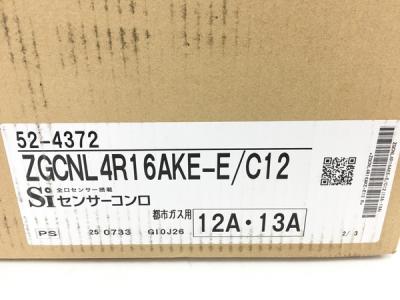 52-4372
ZGCNL4R16AKE-E/C12
Si 全口センサー搭載
センサーコンロ
都市ガス用 12A・13A
PS 25 0733 G10J26 2/3